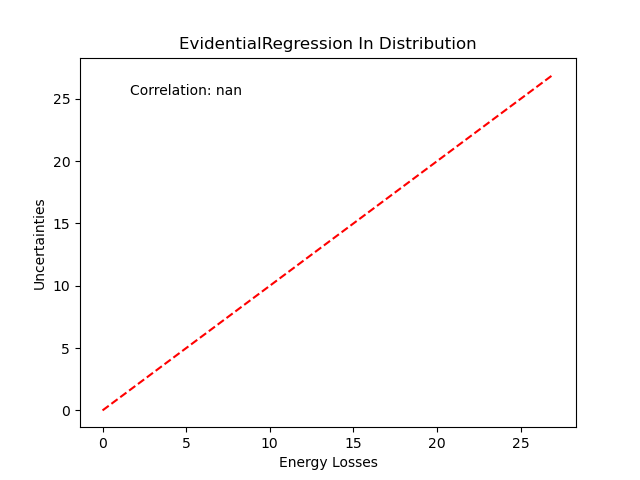 EvidentialRegression In Distribution
Correlation: nan
Uncertainties
25
20
15
10
5
0
0 5 10 15 20 25
Energy Losses